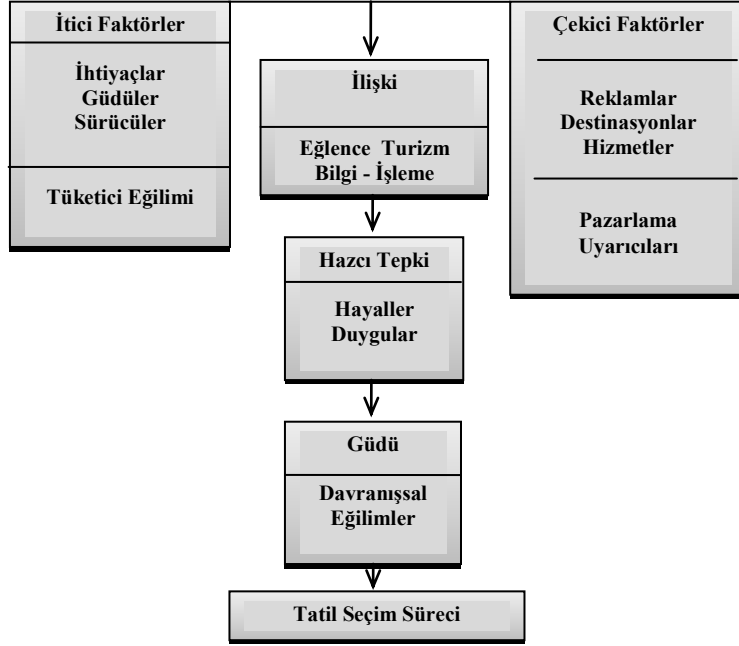 İtici Faktörler
İhtiyaçlar
Güdüler
Sürücüler
Tüketici Eğilimi
İlişki
Eğlence Turizm
Bilgi - İşleme
Çekici Faktörler
Reklamlar
Destinasyonlar
Hizmetler
Pazarlama
Uyarıcıları
Hazcı Tepki
Hayaller
Duygular
Güdü
Davranışsal
Eğilimler
Tatil Seçim Süreci